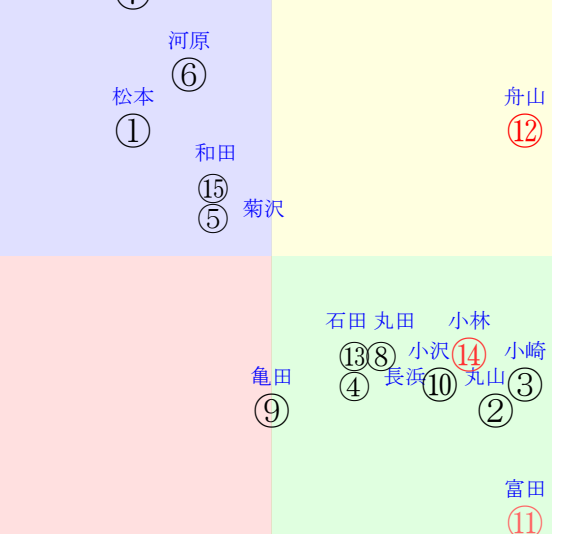 河原
⑥
松本
舟山
①
⑫
和田
⑮
⑤
菊沢
石田 丸田 小林
⑬⑧ 小沢 ⑭ 小崎
亀田 ④ 長浜 ⑩ 丸山 ③
⑨
②
富田
⑪